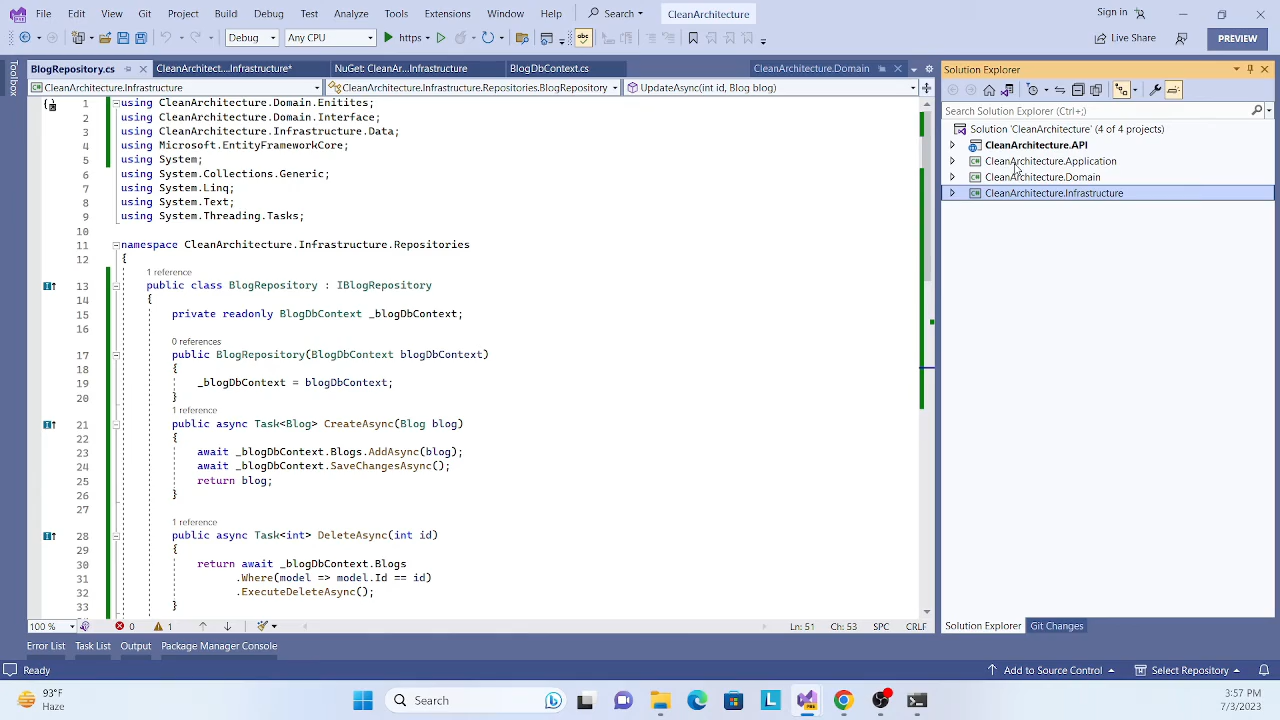 File Edit View Git Project Build Debug Test Analyze Tools Extensions Window Help Search CleanArchitecture Sign in
Debug Any CPU https Live Share PREVIEW
BlogRepository.cs CleanArchitect...Infrastructure* NuGet: CleanAr...Infrastructure BlogDbContext.cs CleanArchitecture.Domain Solution Explorer
CleanArchitecture.Infrastructure CleanArchitecture.Infrastructure.Repositories.BlogRepository UpdateAsync(int id, Blog blog)
Toolbox
1 using CleanArchitecture.Domain.Enitites;
2 using CleanArchitecture.Domain.Interface;
3 using CleanArchitecture.Infrastructure.Data;
4 using Microsoft.EntityFrameworkCore;
5 using System;
6 using System.Collections.Generic;
7 using System.Linq;
8 using System.Text;
9 using System.Threading.Tasks;
10
11 namespace CleanArchitecture.Infrastructure.Repositories
12 {
1 reference
13 public class BlogRepository : IBlogRepository
14 {
15 private readonly BlogDbContext _blogDbContext;
16
0 references
17 public BlogRepository(BlogDbContext blogDbContext)
18 {
19 _blogDbContext = blogDbContext;
20 }
1 reference
21 public async Task<Blog> CreateAsync(Blog blog)
22 {
23 await _blogDbContext.Blogs.AddAsync(blog);
24 await _blogDbContext.SaveChangesAsync();
25 return blog;
26 }
27
1 reference
28 public async Task<int> DeleteAsync(int id)
29 {
30 return await _blogDbContext.Blogs
31 .Where(model => model.Id == id)
32 .ExecuteDeleteAsync();
33 }
Search Solution Explorer (Ctrl+;)
Solution 'CleanArchitecture' (4 of 4 projects)
CleanArchitecture.API
CleanArchitecture.Application
CleanArchitecture.Domain
CleanArchitecture.Infrastructure
100 % 0 1 Ln: 51 Ch: 53 SPC CRLF
Solution Explorer Git Changes
Error List Task List Output Package Manager Console
Ready Add to Source Control Select Repository
93°F
Haze
Search
3:57 PM
7/3/2023